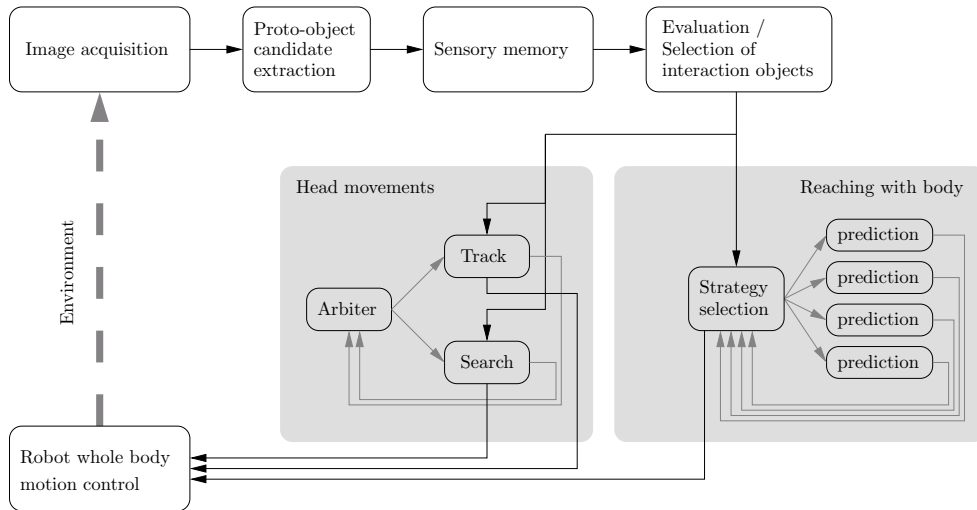 Image acquisition
Proto-object
candidate
extraction
Sensory memory
Evaluation /
Selection of
interaction objects
Head movements
Reaching with body
Track
Arbiter
Search
Strategy
selection
prediction
prediction
prediction
prediction
Environment
Robot whole body
motion control